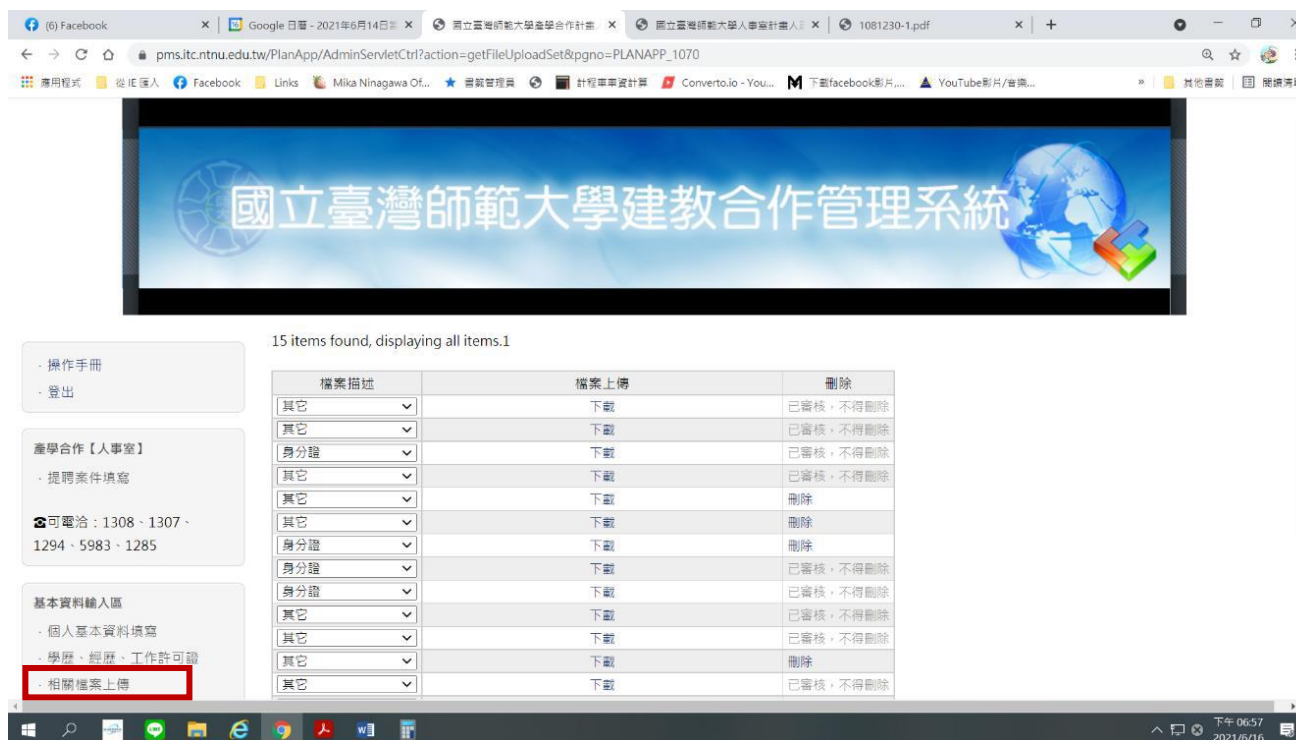 (6) Facebook
Google 日曆 - 2021年6月14日
國立臺灣師範大學產學合作計畫
國立臺灣師範大學人事室計畫人
1081230-1.pdf
pms.itc.ntnu.edu.tw/PlanApp/AdminServletCtrl?action=getFileUploadSet&pgno=PLANAPP_1070
應用程式
從 IE 匯入
Facebook
Links
Mika Ninagawa Of...
書籤管理員
計程車車資計算
Converto.io - You...
下載facebook影片,...
YouTube影片/音樂...
»
其他書籤
閱讀清單
國立臺灣師範大學建教合作管理系統
15 items found, displaying all items.1
· 操作手冊
· 登出
產學合作【人事室】
· 提聘案件填寫
☎可電洽：1308、1307、
1294、5983、1285
基本資料輸入區
· 個人基本資料填寫
· 學歷、經歷、工作許可證
· 相關檔案上傳
檔案描述 檔案上傳 刪除
其它 下載 已審核，不得刪除
其它 下載 已審核，不得刪除
身分證 下載 已審核，不得刪除
其它 下載 已審核，不得刪除
其它 下載 刪除
其它 下載 刪除
身分證 下載 刪除
身分證 下載 已審核，不得刪除
身分證 下載 已審核，不得刪除
其它 下載 已審核，不得刪除
其它 下載 已審核，不得刪除
其它 下載 刪除
其它 下載 已審核，不得刪除
下午 06:57
2021/6/16